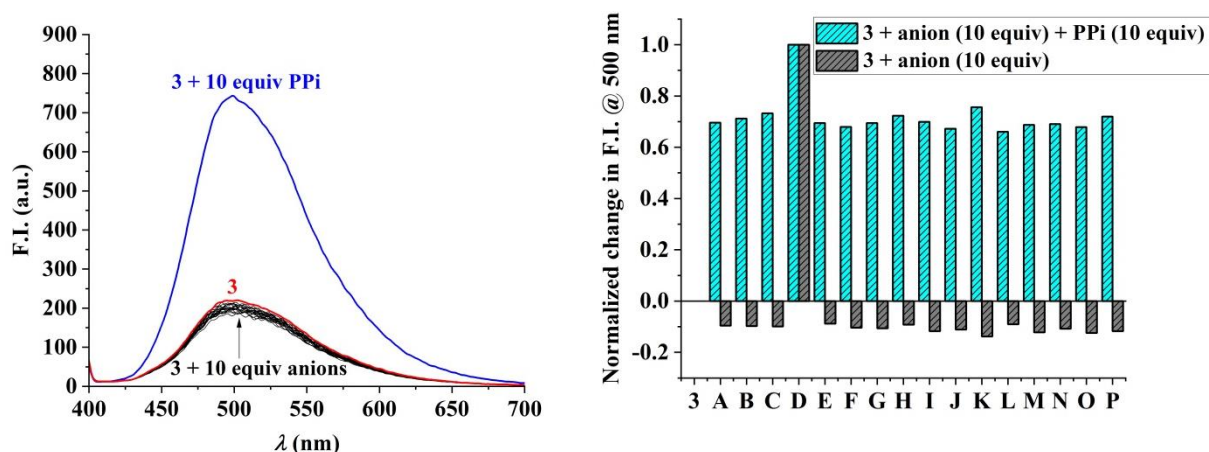 900
800
700
600
500
400
300
200
100
0
F.I. (a.u.)
3 + 10 equiv PPi
3
3 + 10 equiv anions
400 450 500 550 600 650 700
λ (nm)
3 + anion (10 equiv) + PPi (10 equiv)
3 + anion (10 equiv)
Normalized change in F.I. @ 500 nm
1.0
0.8
0.6
0.4
0.2
0.0
-0.2
3 A B C D E F G H I J K L M N O P